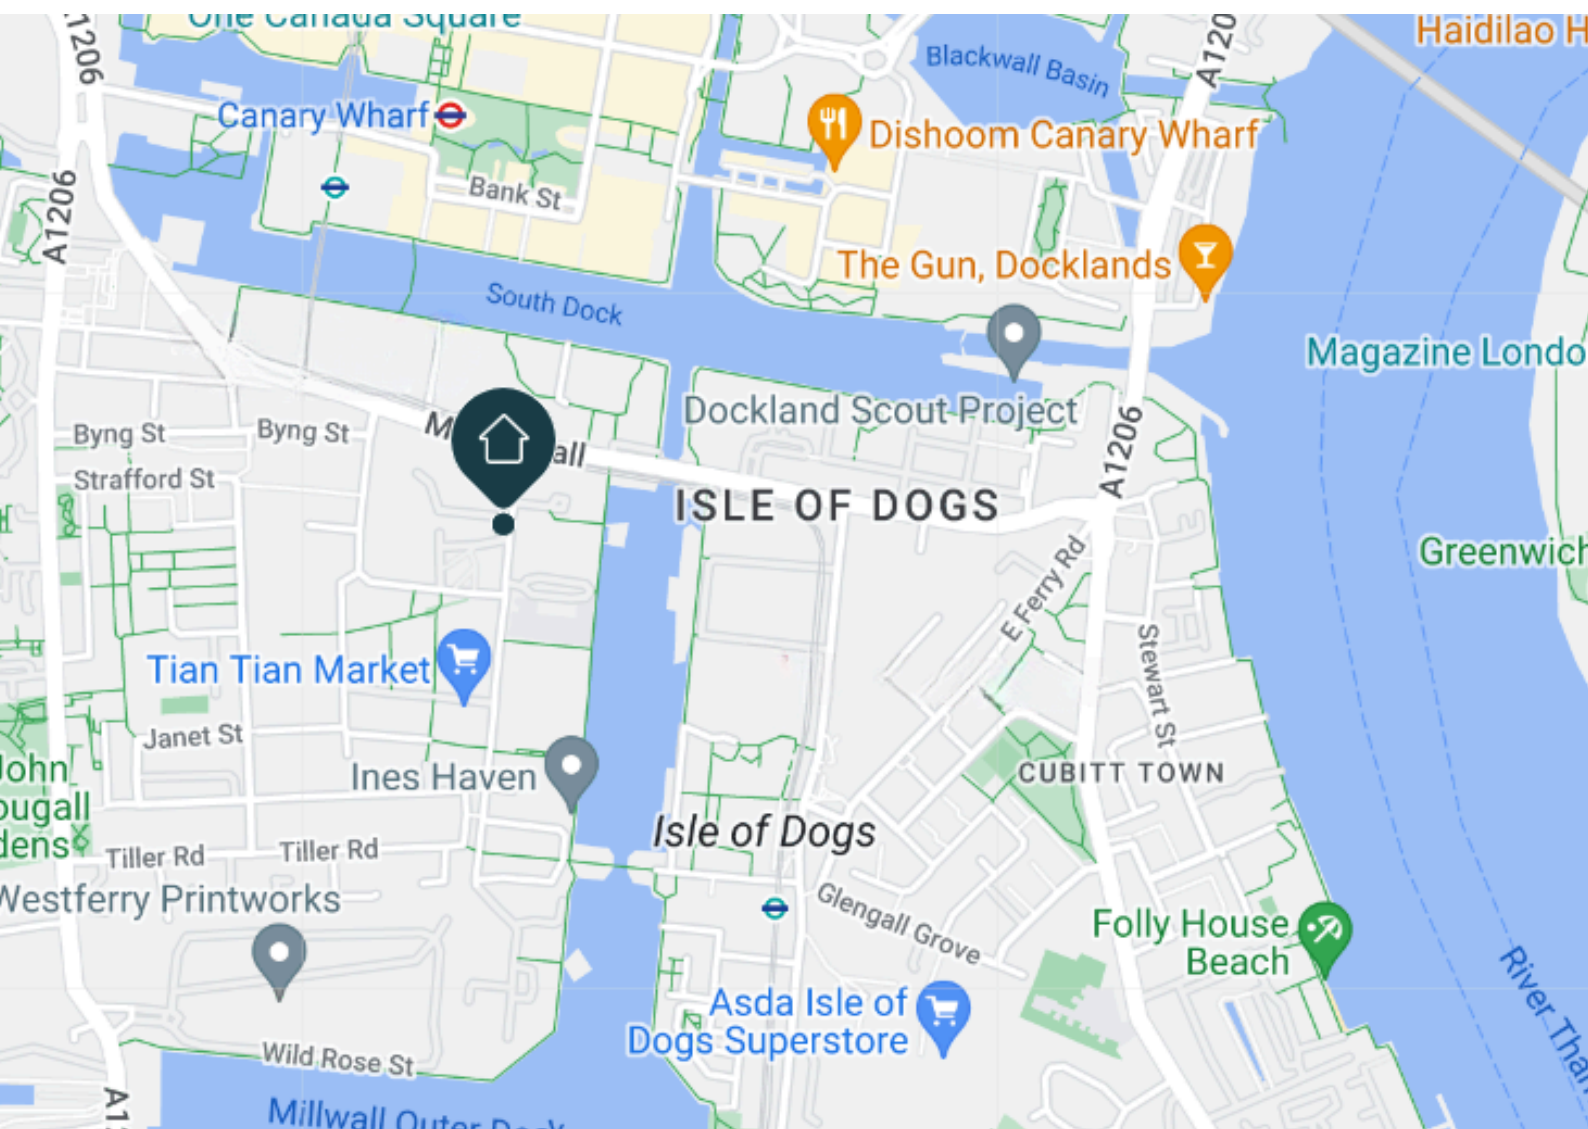 One Canada Square
A1206
A120
Haidilao H
Blackwall Basin
Canary Wharf
Dishoom Canary Wharf
Bank St
A1206
The Gun, Docklands
South Dock
Magazine Londo
Dockland Scout Project
Byng St
Byng St
M
all
A1206
Strafford St
ISLE OF DOGS
Greenwich
E Ferry Rd
Tian Tian Market
Stewart St
Janet St
John
ougall
dens
Ines Haven
CUBITT TOWN
Isle of Dogs
Tiller Rd
Tiller Rd
Westferry Printworks
Glengall Grove
Folly House
Beach
Asda Isle of
Dogs Superstore
River Tha
Wild Rose St
A12
Millwall Outer Dock